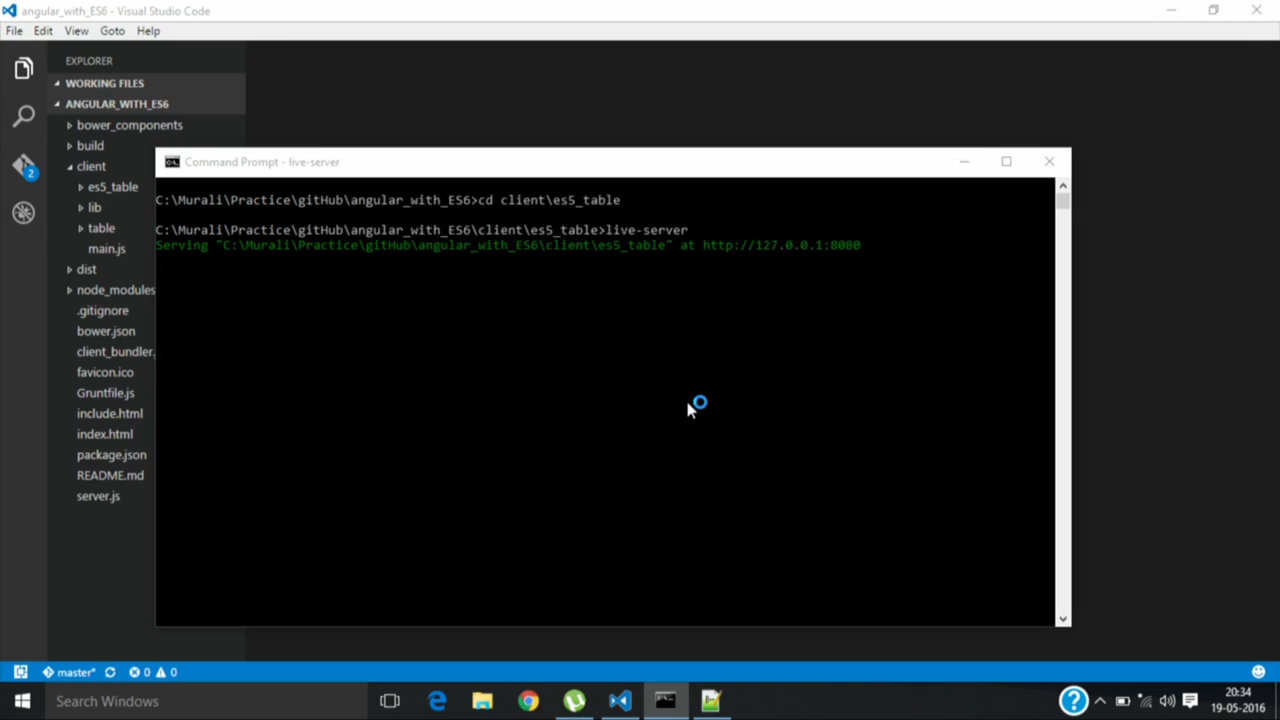 angular_with_ES6 - Visual Studio Code
File Edit View Goto Help
EXPLORER
WORKING FILES
ANGULAR_WITH_ES6
bower_components
build
client
es5_table
lib
table
main.js
dist
node_modules
.gitignore
bower.json
client_bundler.
favicon.ico
Gruntfile.js
include.html
index.html
package.json
README.md
server.js
2
Command Prompt - live-server
C:\Murali\Practice\gitHub\angular_with_ES6>cd client\es5_table
C:\Murali\Practice\gitHub\angular_with_ES6\client\es5_table>live-server
Serving "C:\Murali\Practice\gitHub\angular_with_ES6\client\es5_table" at http://127.0.0.1:8080
master* 0 0
Search Windows
20:34
19-05-2016